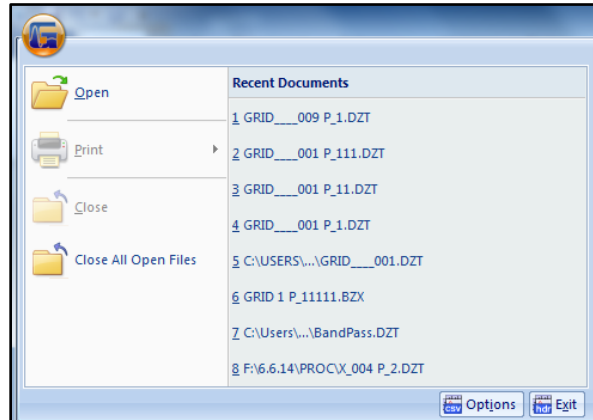 Open
Print
Close
Close All Open Files
Recent Documents
1 GRID____009 P_1.DZT
2 GRID____001 P_111.DZT
3 GRID____001 P_11.DZT
4 GRID____001 P_1.DZT
5 C:\USERS\...\GRID____001.DZT
6 GRID 1 P_11111.BZX
7 C:\Users\...\BandPass.DZT
8 F:\6.6.14\PROC\X_004 P_2.DZT
csv Options hdr Exit